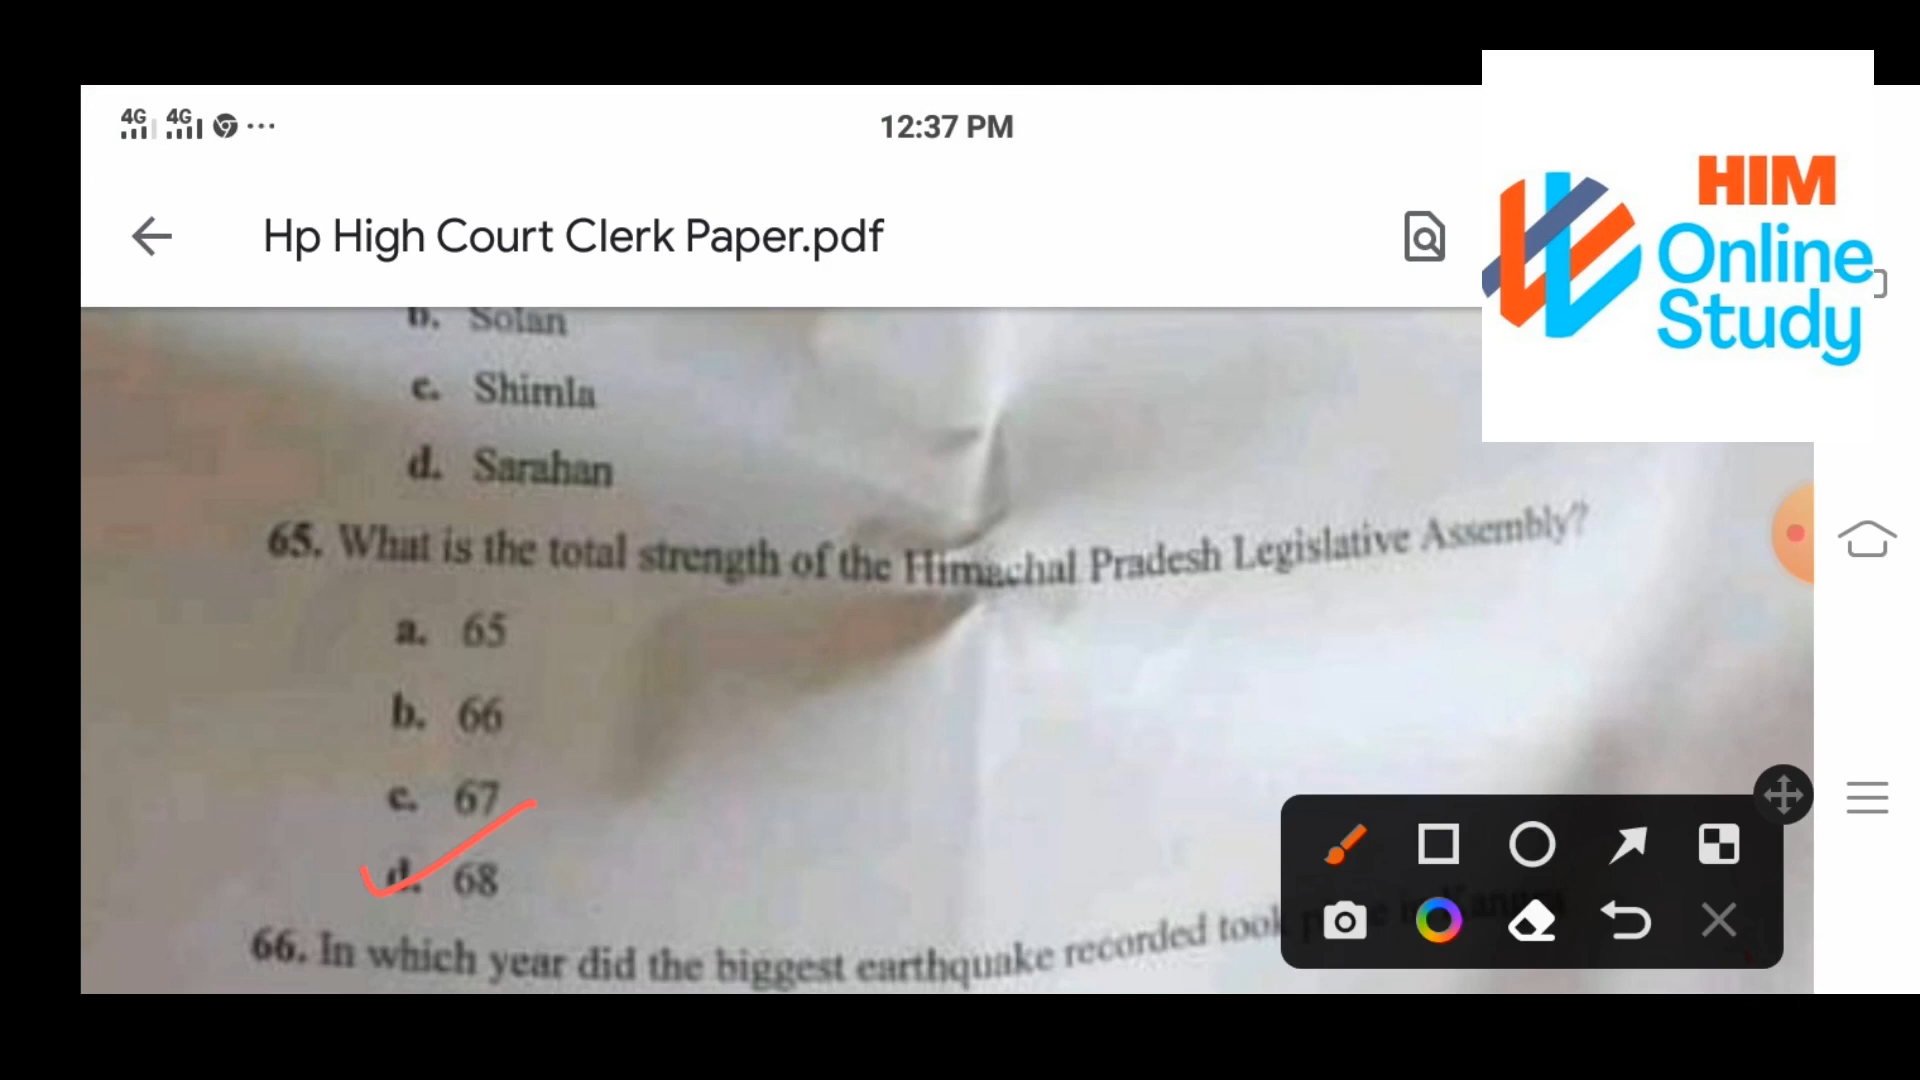 4G 4G ...
12:37 PM
Hp High Court Clerk Paper.pdf
HIM
Online
Study
b. Solan
c. Shimla
d. Sarahan
65. What is the total strength of the Himachal Pradesh Legislative Assembly?
a. 65
b. 66
c. 67
d. 68
66. In which year did the biggest earthquake recorded took